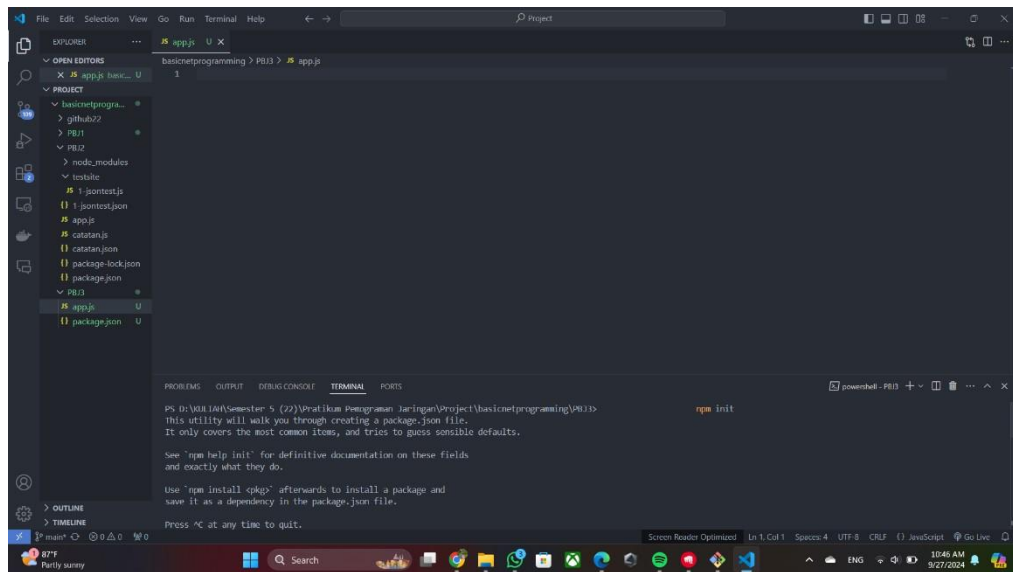 File Edit Selection View Go Run Terminal Help
Project
EXPLORER
JS app.js U
OPEN EDITORS
JS app.js basic... U
PROJECT
basicnetprogra...
github22
PBJ1
PBJ2
node_modules
testsite
JS 1-jsontest.js
{} 1-jsontest.json
JS app.js
JS catatan.js
{} catatan.json
{} package-lock.json
{} package.json
PBJ3
JS app.js U
{} package.json U
OUTLINE
TIMELINE
basicnetprogramming > PBJ3 > JS app.js
1
PROBLEMS OUTPUT DEBUG CONSOLE TERMINAL PORTS
powershell - PBJ3
PS D:\KULIAH\Semester 5 (22)\Pratikum Pemograman Jaringan\Project\basicnetprogramming\PBJ3> npm init
This utility will walk you through creating a package.json file.
It only covers the most common items, and tries to guess sensible defaults.
See `npm help init` for definitive documentation on these fields
and exactly what they do.
Use `npm install <pkg>` afterwards to install a package and
save it as a dependency in the package.json file.
Press ^C at any time to quit.
main* 0 0 0 Screen Reader Optimized Ln 1, Col 1 Spaces: 4 UTF-8 CRLF {} JavaScript Go Live
87°F
Partly sunny
Search
ENG
10:46 AM
9/27/2024